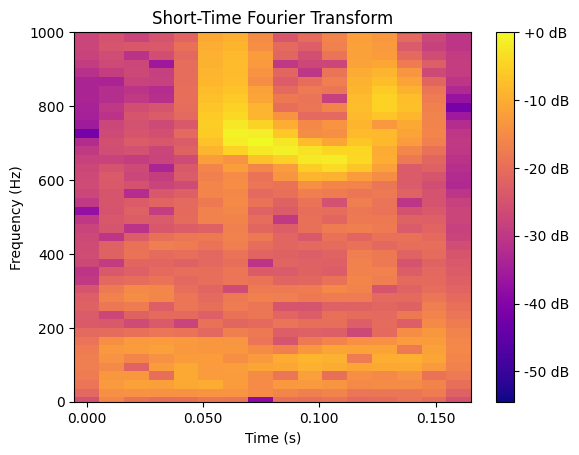 Short-Time Fourier Transform
Frequency (Hz)
1000
800
600
400
200
0
0.000
0.050
0.100
0.150
Time (s)
+0 dB
-10 dB
-20 dB
-30 dB
-40 dB
-50 dB